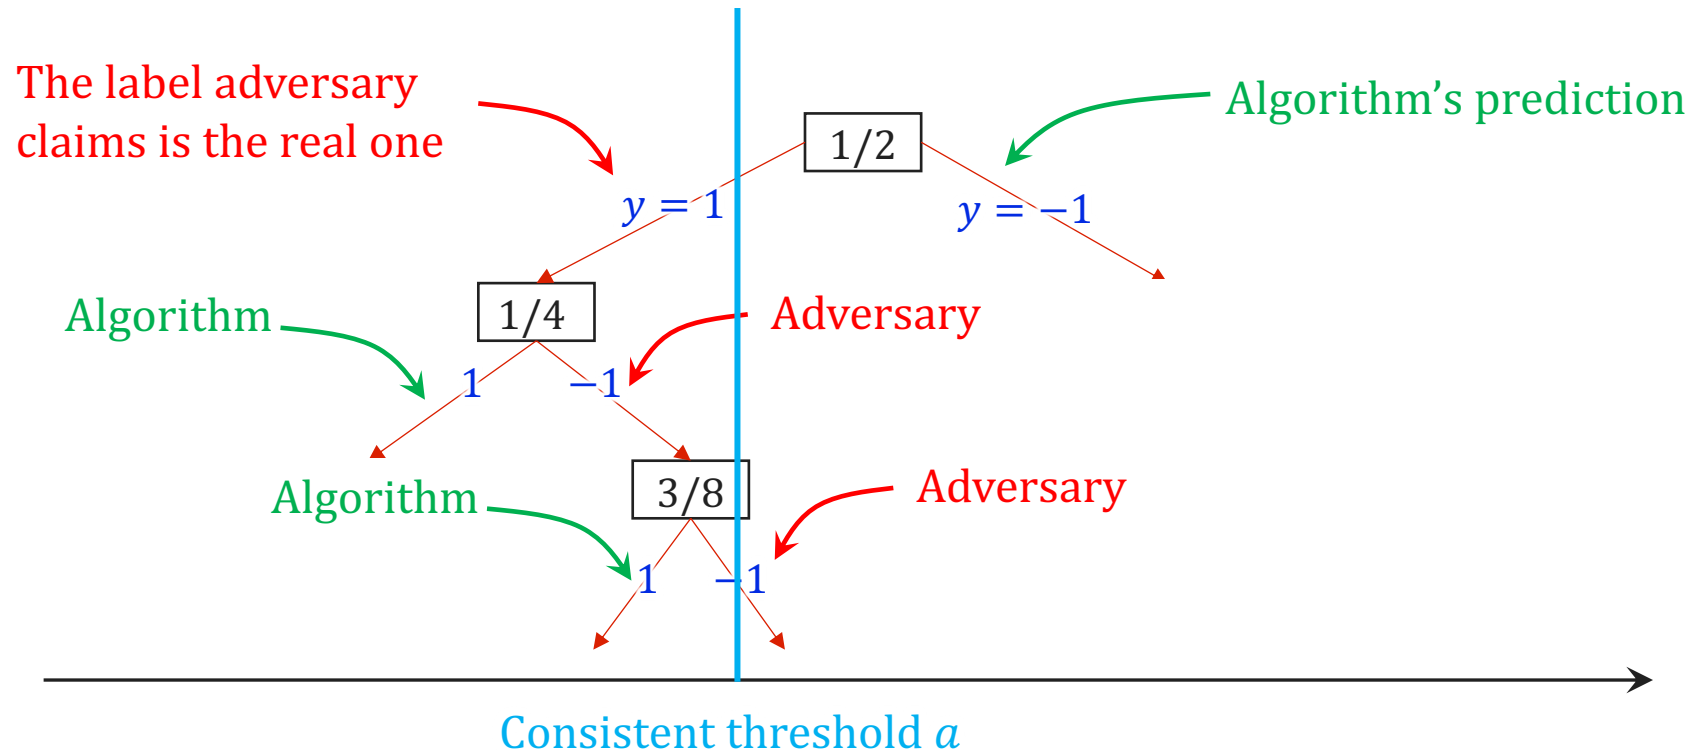 The label adversary
claims is the real one
Algorithm’s prediction
1/2
y = 1
y = −1
Algorithm
1/4
Adversary
1
−1
Algorithm
3/8
Adversary
1
−1
Consistent threshold a